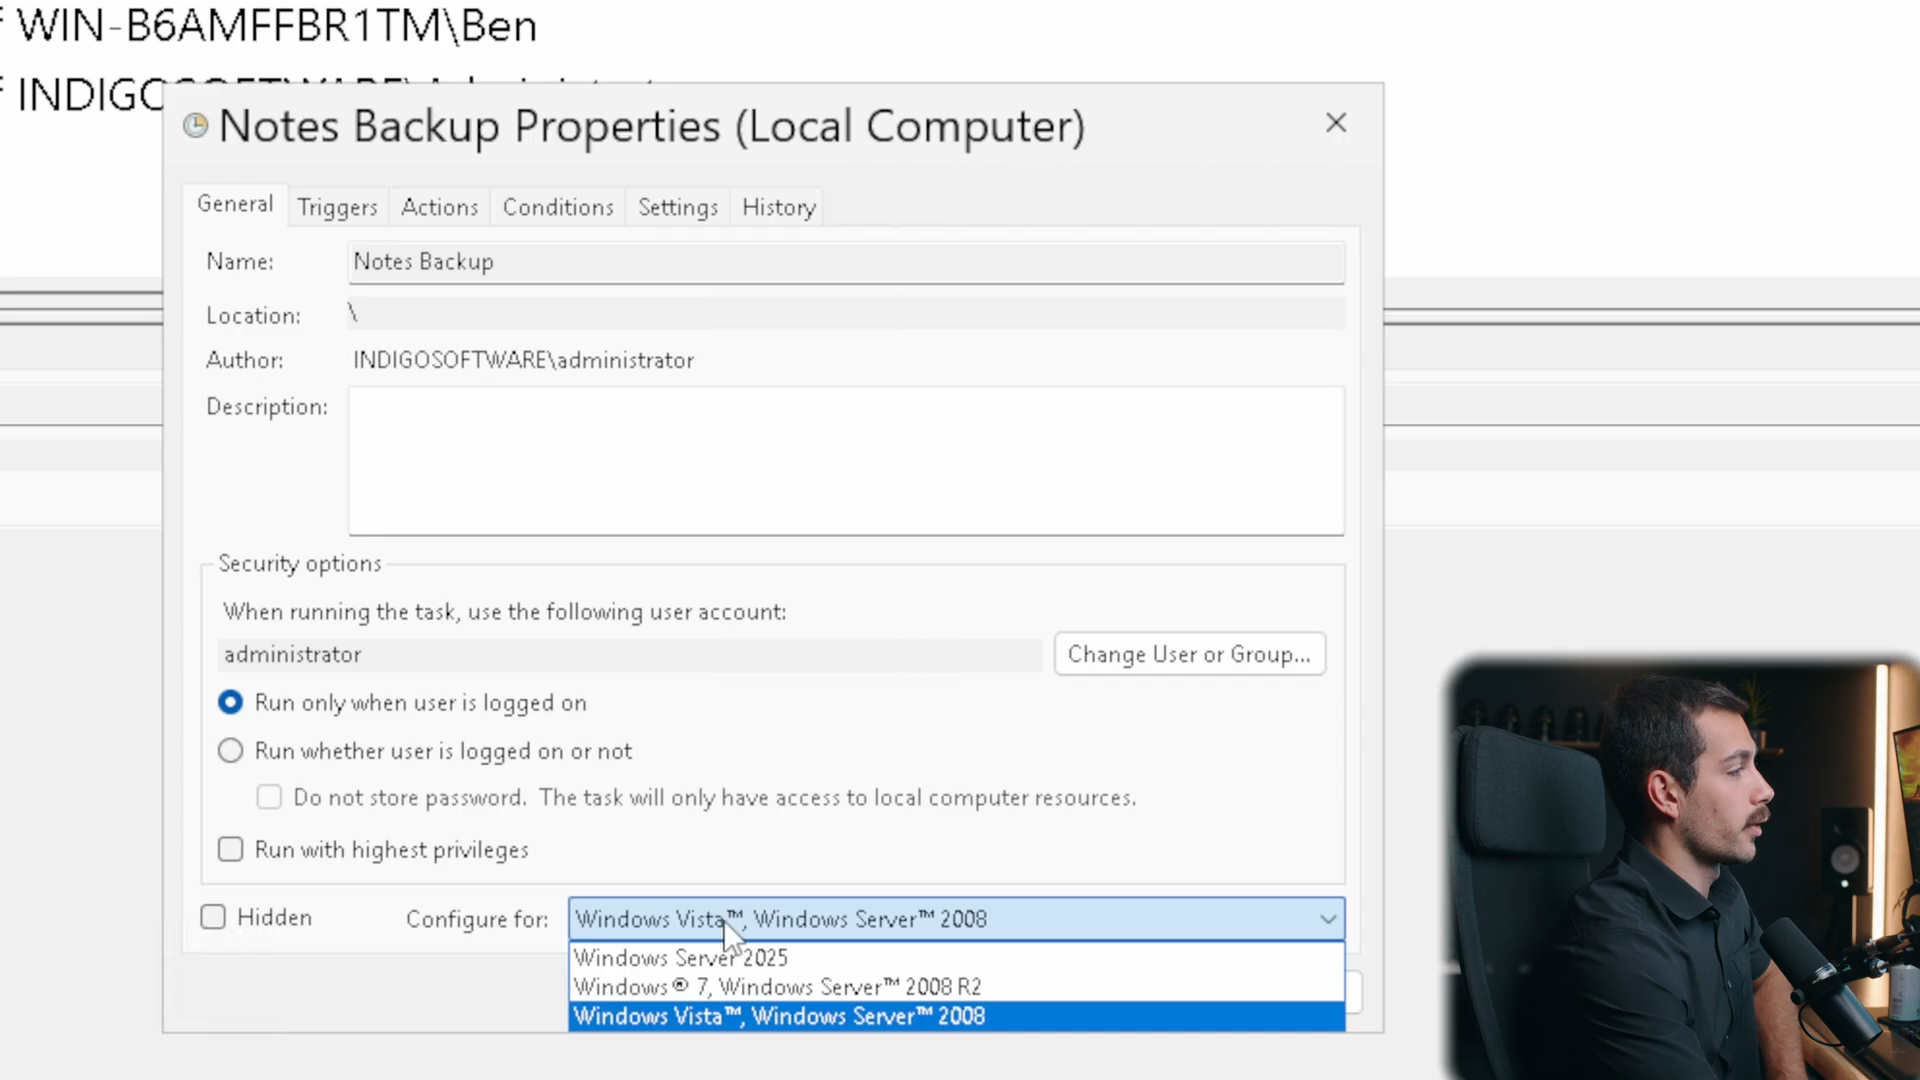 WIN-B6AMFFBR1TM\Ben
Notes Backup Properties (Local Computer)
General Triggers Actions Conditions Settings History
Name: Notes Backup
Location: \
Author: INDIGOSOFTWARE\administrator
Description:
Security options
When running the task, use the following user account:
administrator Change User or Group...
Run only when user is logged on
Run whether user is logged on or not
Do not store password. The task will only have access to local computer resources.
Run with highest privileges
Hidden Configure for: Windows Vista™, Windows Server™ 2008
Windows Server 2025
Windows® 7, Windows Server™ 2008 R2
Windows Vista™, Windows Server™ 2008